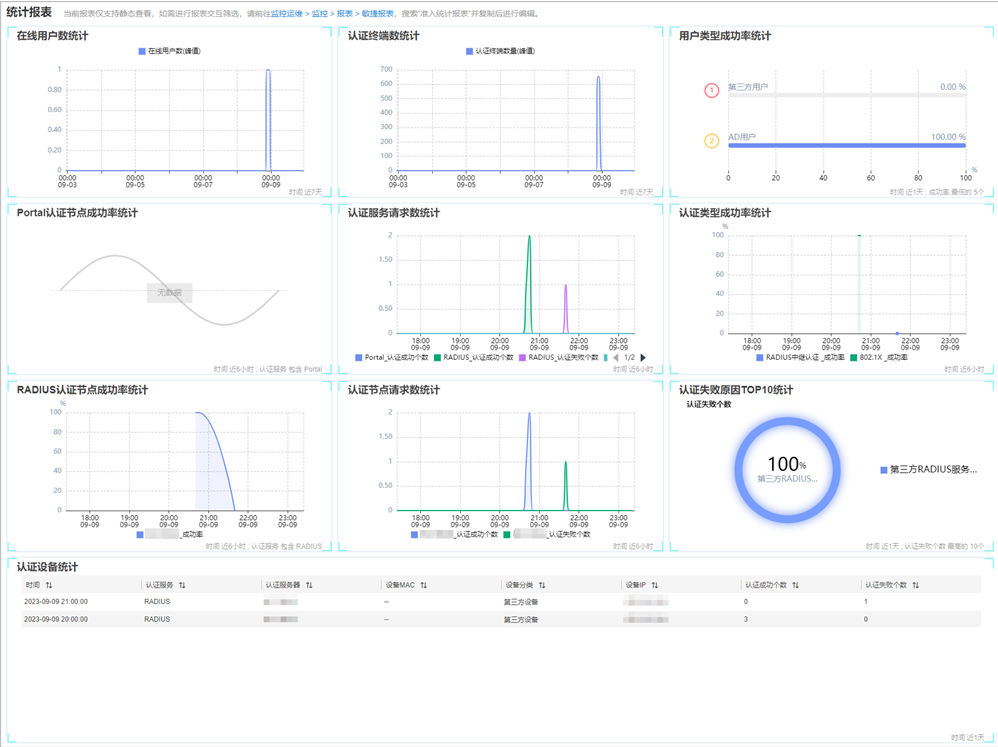 统计报表 当前报表仅支持静态查看，如需进行报表交互筛选，请前往监控运维 > 监控 > 报表 > 敏捷报表，搜索"准入统计报表"并复制后进行编辑。
在线用户数统计
在线用户数(峰值)
1
0.80
0.60
0.40
0.20
0
00:00 00:00 00:00 00:00
09-03 09-05 09-07 09-09
时间 近7天
认证终端数统计
认证终端数量(峰值)
700
600
500
400
300
200
100
0
00:00 00:00 00:00 00:00
09-03 09-05 09-07 09-09
时间 近7天
用户类型成功率统计
1 第三方用户 0.00 %
2 AD用户 100.00 %
%
0 20 40 60 80 100
时间 近1天；成功率 最低的 5个
Portal认证节点成功率统计
无数据
时间 近6小时；认证服务 包含 Portal
认证服务请求数统计
2
1.50
1
0.50
0
18:00 19:00 20:00 21:00 22:00 23:00
09-09 09-09 09-09 09-09 09-09 09-09
Portal_认证成功个数 RADIUS_认证成功个数 RADIUS_认证失败个数 1/2
时间 近6小时
认证类型成功率统计
%
100
80
60
40
20
0
18:00 19:00 20:00 21:00 22:00 23:00
09-09 09-09 09-09 09-09 09-09 09-09
RADIUS中继认证 _成功率 802.1X _成功率
时间 近6小时
RADIUS认证节点成功率统计
%
100
80
60
40
20
0
18:00 19:00 20:00 21:00 22:00 23:00
09-09 09-09 09-09 09-09 09-09 09-09
_成功率
时间 近6小时；认证服务 包含 RADIUS
认证节点请求数统计
2
1.50
1
0.50
0
18:00 19:00 20:00 21:00 22:00 23:00
09-09 09-09 09-09 09-09 09-09 09-09
_认证成功个数 _认证失败个数
时间 近6小时
认证失败原因TOP10统计
认证失败个数
100%
第三方RADIUS...
第三方RADIUS服务...
时间 近1天；认证失败个数 最高的 10个
认证设备统计
时间 认证服务 认证服务器 设备MAC 设备分类 设备IP 认证成功个数 认证失败个数
2023-09-09 21:00:00 RADIUS -- 第三方设备 0 1
2023-09-09 20:00:00 RADIUS -- 第三方设备 3 0
时间 近1天